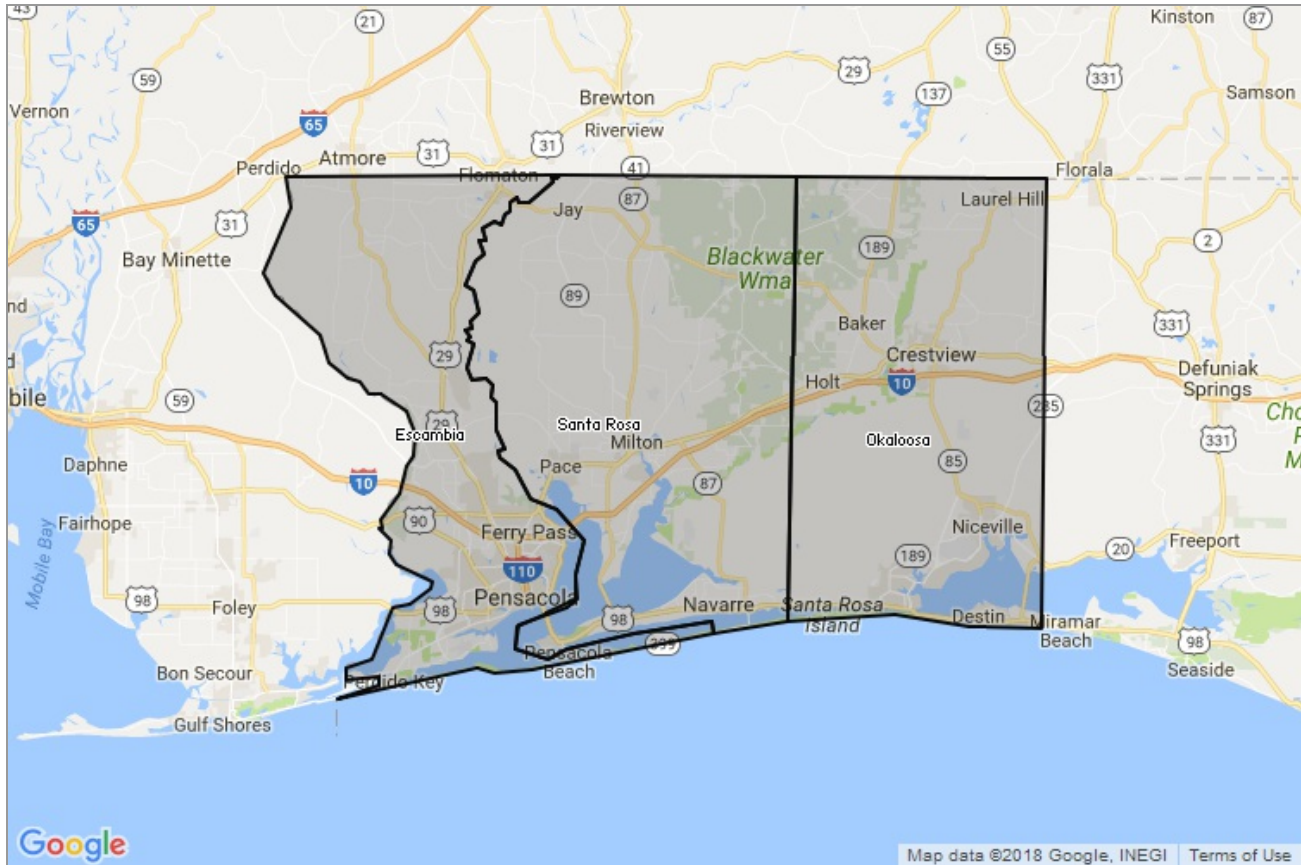 43
21
55
Kinston
87
59
29
331
Vernon
Brewton
137
Samson
65
Riverview
31
Perdido
Atmore
31
41
Florala
Flomaton
87
Laurel Hill
65
31
Jay
189
2
Bay Minette
Blackwater
Wma
nd
89
Baker
331
29
Crestview
Defuniak
Springs
Holt
10
d
bile
59
285
29
Santa Rosa
Escambia
Milton
Okaloosa
331
Daphne
Pace
85
10
87
Fairhope
90
Niceville
Ferry Pass
189
20
Freeport
Mobile Bay
110
98
Foley
98
Pensacola
98
Navarre
Santa Rosa
Island
Destin
Miramar
Beach
98
399
Pensacola
Beach
Seaside
Bon Secour
Perdido Key
Gulf Shores
Google
Map data ©2018 Google, INEGI
Terms of Use